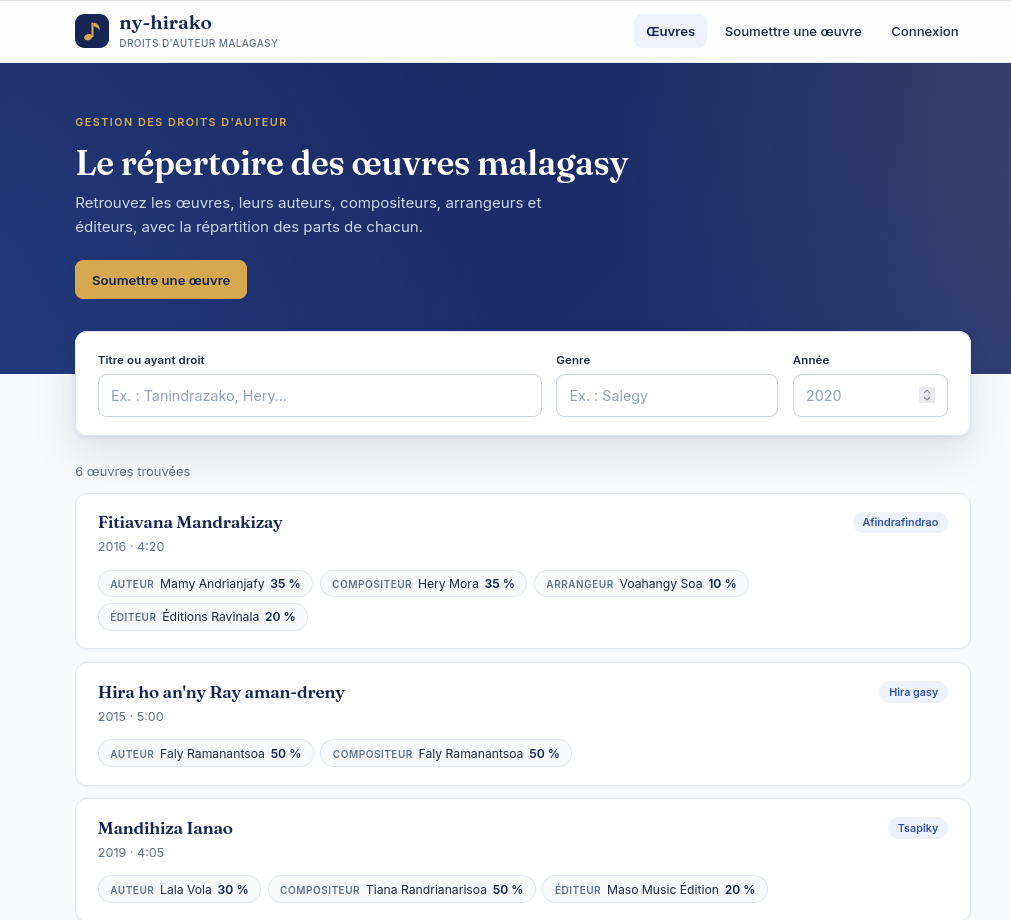 ny-hirako
DROITS D'AUTEUR MALAGASY
Œuvres
Soumettre une œuvre
Connexion
GESTION DES DROITS D'AUTEUR
Le répertoire des œuvres malagasy
Retrouvez les œuvres, leurs auteurs, compositeurs, arrangeurs et
éditeurs, avec la répartition des parts de chacun.
Soumettre une œuvre
Titre ou ayant droit
Ex. : Tanindrazako, Hery...
Genre
Ex. : Salegy
Année
2020
6 œuvres trouvées
Fitiavana Mandrakizay
Afindrafindrao
2016 · 4:20
AUTEUR Mamy Andrianjafy 35 %
COMPOSITEUR Hery Mora 35 %
ARRANGEUR Voahangy Soa 10 %
ÉDITEUR Éditions Ravinala 20 %
Hira ho an'ny Ray aman-dreny
Hira gasy
2015 · 5:00
AUTEUR Faly Ramanantsoa 50 %
COMPOSITEUR Faly Ramanantsoa 50 %
Mandihiza Ianao
Tsapiky
2019 · 4:05
AUTEUR Lala Vola 30 %
COMPOSITEUR Tiana Randrianarisoa 50 %
ÉDITEUR Maso Music Édition 20 %